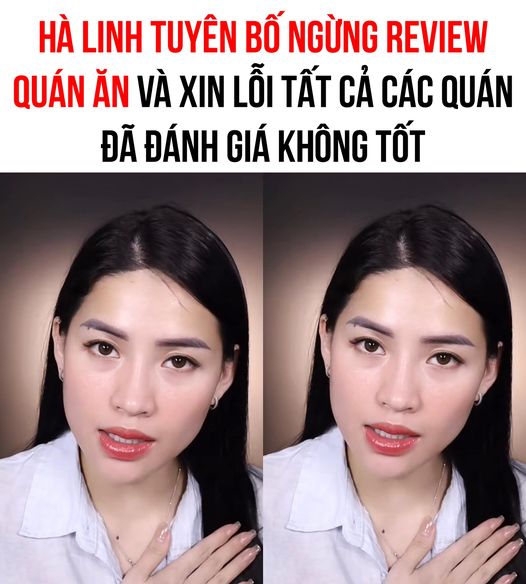 HÀ LINH TUYÊN BỐ NGỪNG REVIEW
QUÁN ĂN VÀ XIN LỖI TẤT CẢ CÁC QUÁN
ĐÃ ĐÁNH GIÁ KHÔNG TỐT